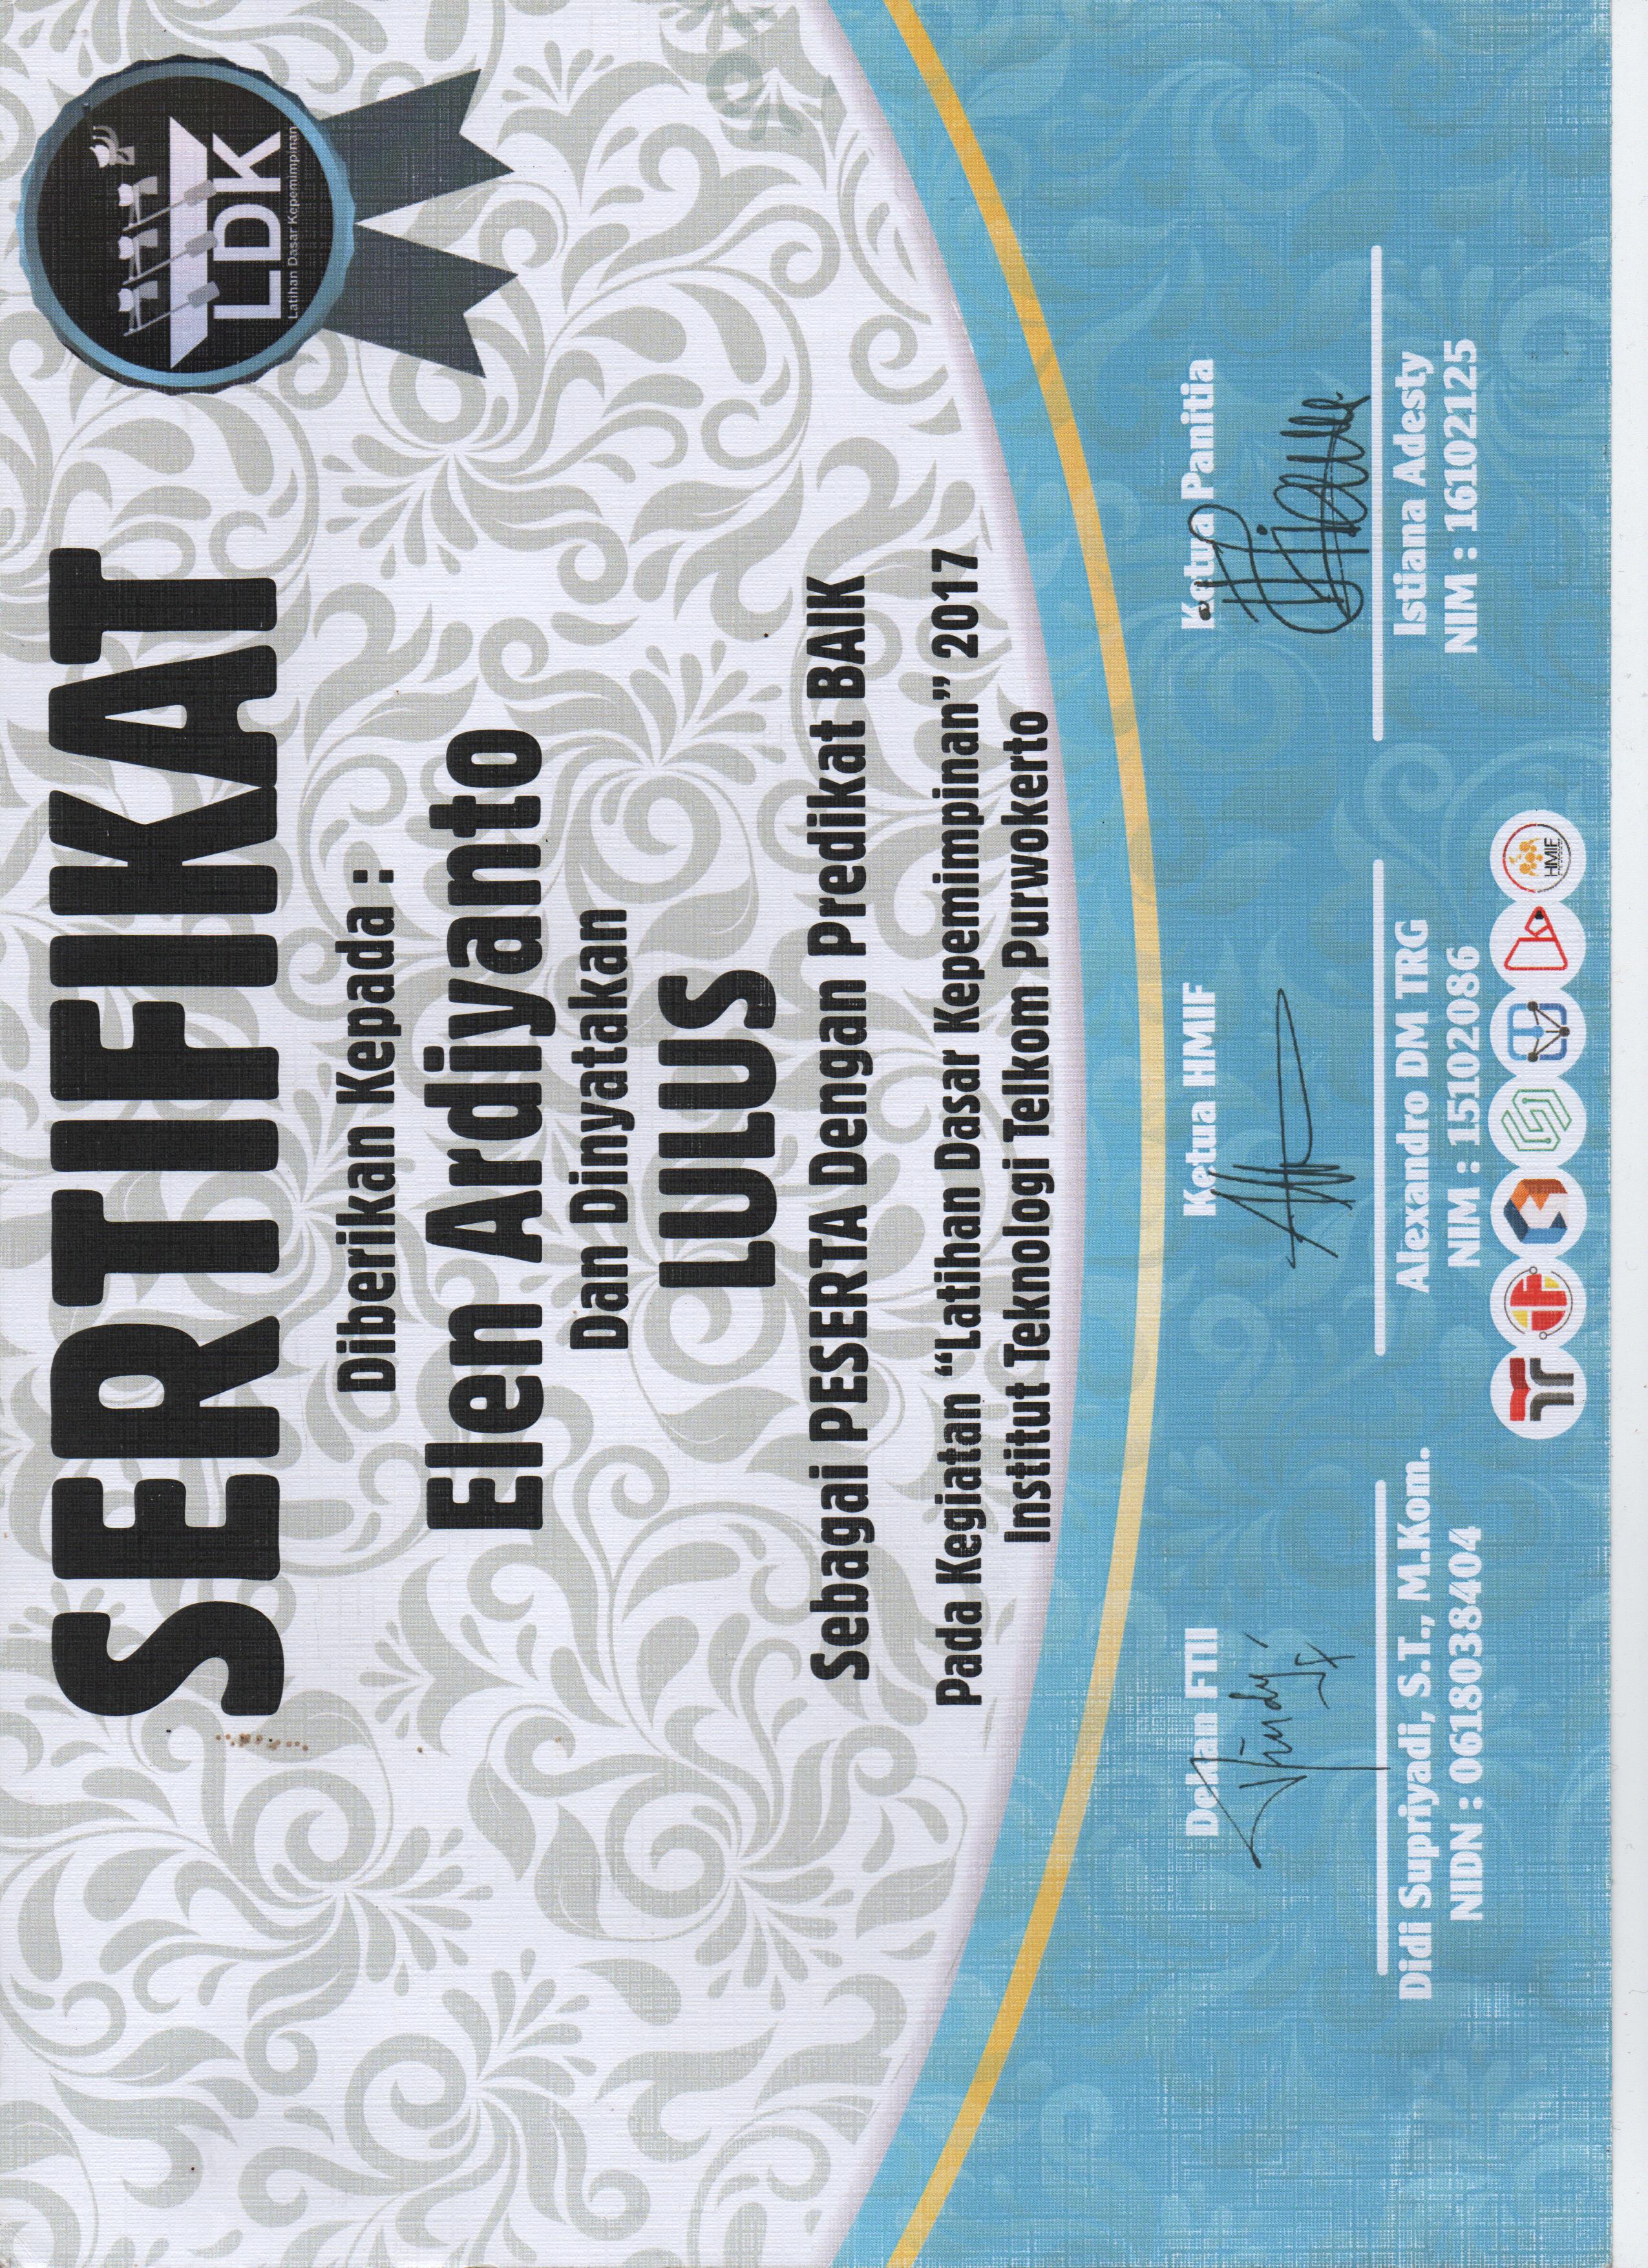 SERTIFIKAT
LDK
Latihan Dasar Kepemimpinan
Diberikan Kepada :
Elen Ardiyanto
Dan Dinyatakan
LULUS
Sebagai PESERTA Dengan Predikat BAIK
Pada Kegiatan “Latihan Dasar Kepemimpinan” 2017
Institut Teknologi Telkom Purwokerto
Dekan FTII
Didi Supriyadi, S.T., M.Kom.
NIDN : 0618038404
Ketua HMIF
Alexandro DM TRG
NIM : 15102086
Ketua Panitia
Istiana Adesty
NIM : 16102125
HMIF